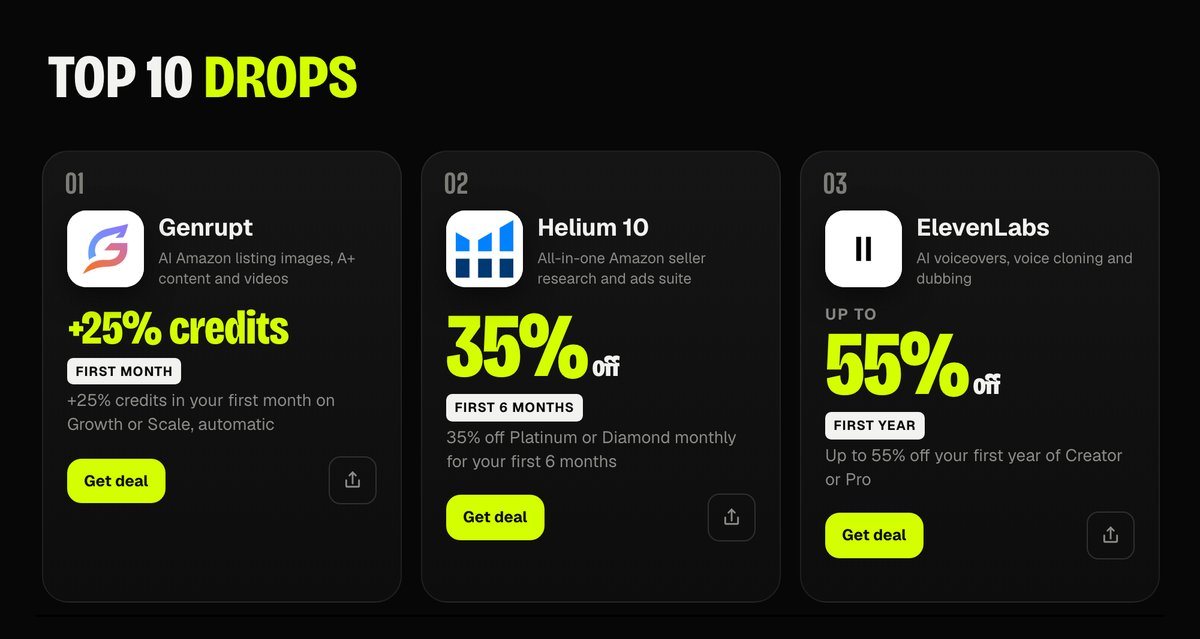 TOP 10 DROPS
01
Genrupt
AI Amazon listing images, A+
content and videos
+25% credits
FIRST MONTH
+25% credits in your first month on
Growth or Scale, automatic
Get deal
02
Helium 10
All-in-one Amazon seller
research and ads suite
35% off
FIRST 6 MONTHS
35% off Platinum or Diamond monthly
for your first 6 months
Get deal
03
ElevenLabs
AI voiceovers, voice cloning and
dubbing
UP TO
55% off
FIRST YEAR
Up to 55% off your first year of Creator
or Pro
Get deal